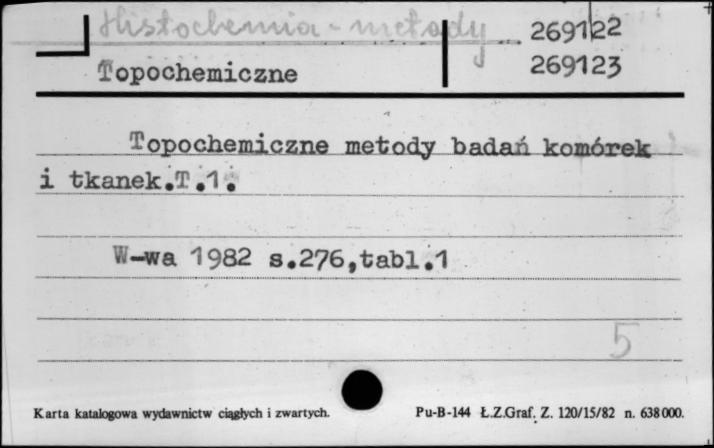 Histochemia - metody
269122
Topochemiczne
269123
Topochemiczne metody badań komórek
i tkanek.T.1.
W-wa 1982 s.276,tabl.1
5
Karta katalogowa wydawnictw ciągłych i zwartych.
Pu-B-144 Ł.Z.Graf. Z. 120/15/82 n. 638000.